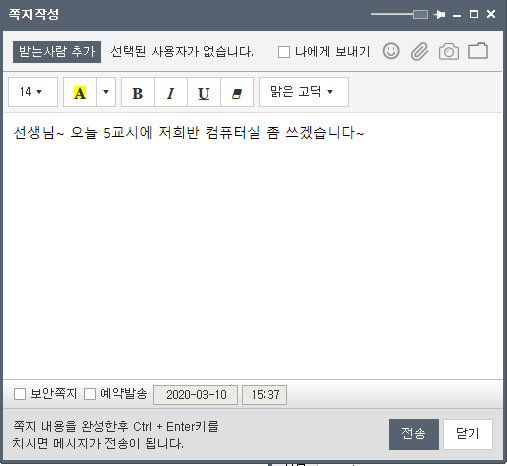 쪽지작성
받는사람 추가 선택된 사용자가 없습니다. 나에게 보내기
14 A B I U 맑은 고딕
선생님~ 오늘 5교시에 저희반 컴퓨터실 좀 쓰겠습니다~
보안쪽지 예약발송 2020-03-10 15:37
쪽지 내용을 완성한후 Ctrl + Enter키를
치시면 메시지가 전송이 됩니다.
전송 닫기